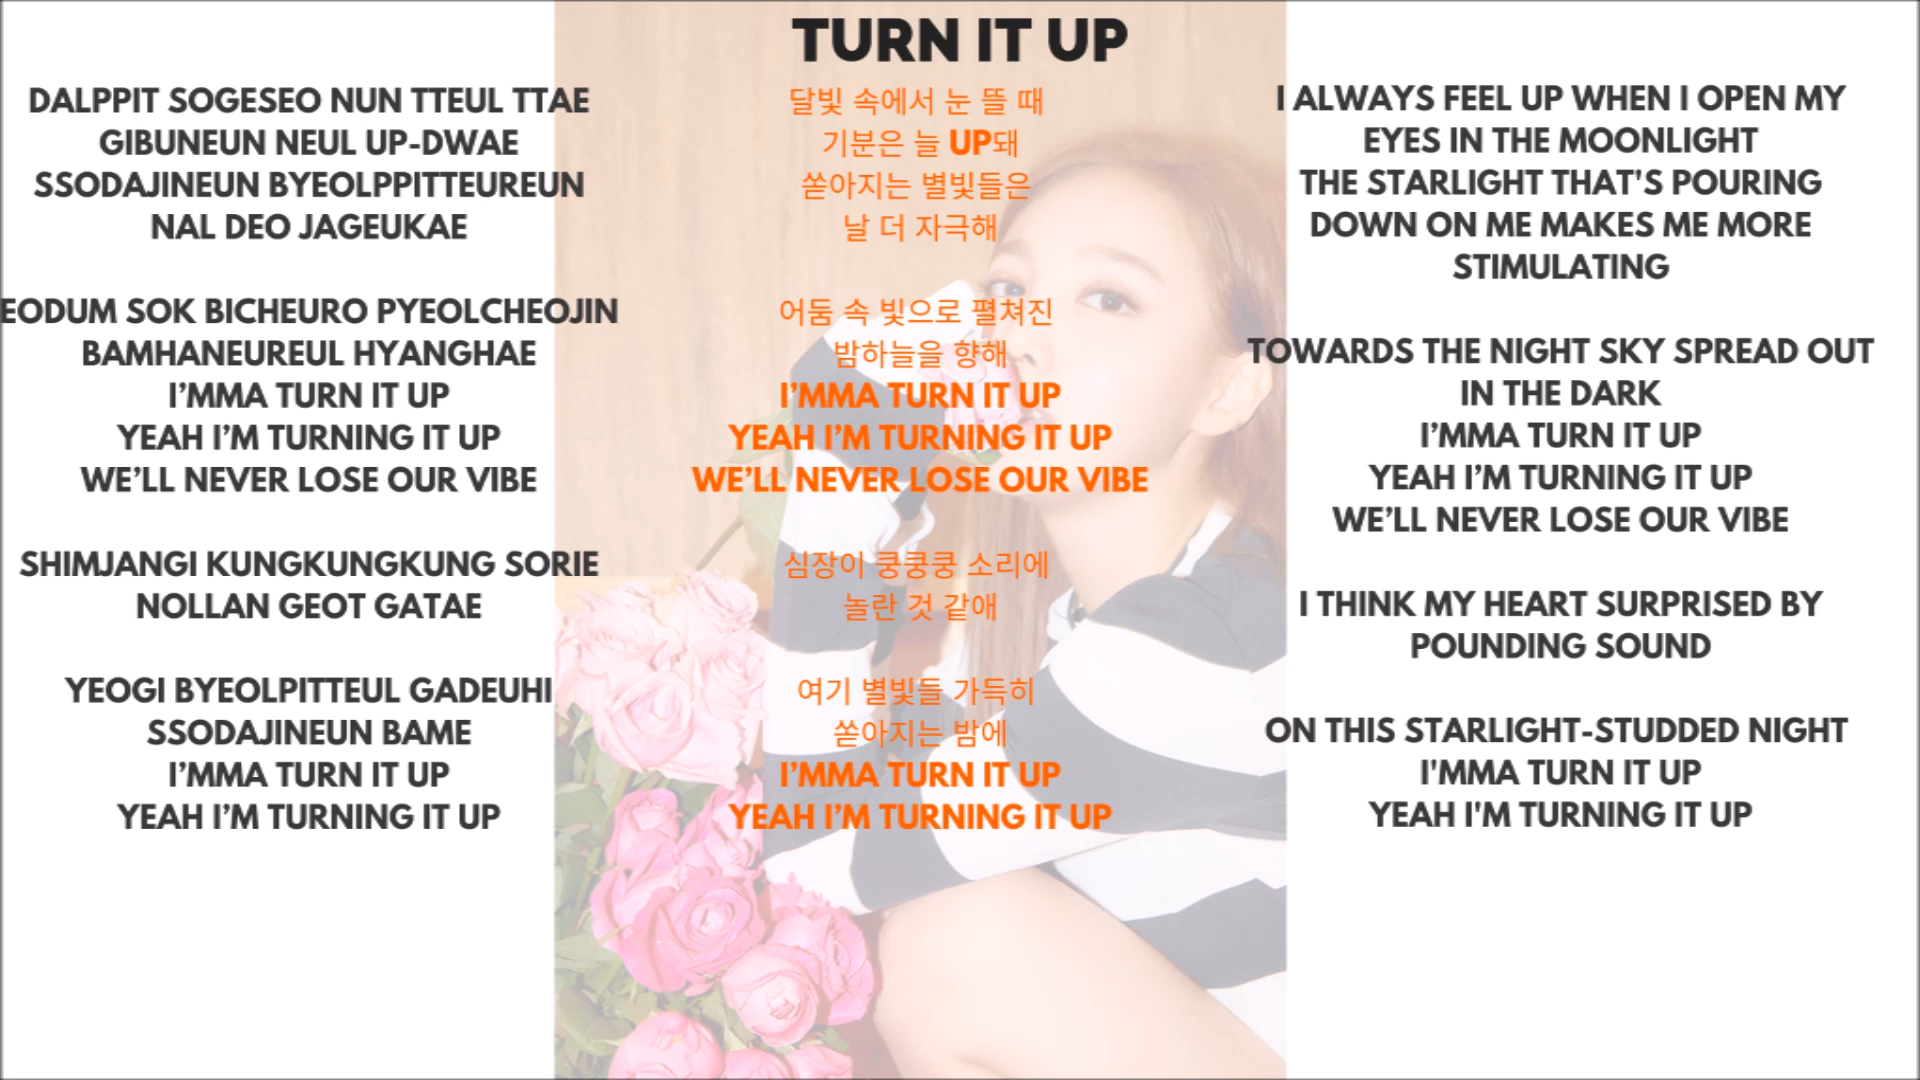 TURN IT UP
DALPPIT SOGESEO NUN TTEUL TTAE
GIBUNEUN NEUL UP-DWAE
SSODAJINEUN BYEOLPPITTEUREUN
NAL DEO JAGEUKAE
EODUM SOK BICHEURO PYEOLCHEOJIN
BAMHANEUREUL HYANGHAE
I’MMA TURN IT UP
YEAH I’M TURNING IT UP
WE’LL NEVER LOSE OUR VIBE
SHIMJANGI KUNGKUNGKUNG SORIE
NOLLAN GEOT GATAE
YEOGI BYEOLPITTEUL GADEUHI
SSODAJINEUN BAME
I’MMA TURN IT UP
YEAH I’M TURNING IT UP
달빛 속에서 눈 뜰 때
기분은 늘 UP돼
쏟아지는 별빛들은
날 더 자극해
어둠 속 빛으로 펼쳐진
밤하늘을 향해
I’MMA TURN IT UP
YEAH I’M TURNING IT UP
WE’LL NEVER LOSE OUR VIBE
심장이 쿵쿵쿵 소리에
놀란 것 같애
여기 별빛들 가득히
쏟아지는 밤에
I’MMA TURN IT UP
YEAH I’M TURNING IT UP
I ALWAYS FEEL UP WHEN I OPEN MY
EYES IN THE MOONLIGHT
THE STARLIGHT THAT'S POURING
DOWN ON ME MAKES ME MORE
STIMULATING
TOWARDS THE NIGHT SKY SPREAD OUT
IN THE DARK
I’MMA TURN IT UP
YEAH I’M TURNING IT UP
WE’LL NEVER LOSE OUR VIBE
I THINK MY HEART SURPRISED BY
POUNDING SOUND
ON THIS STARLIGHT-STUDDED NIGHT
I'MMA TURN IT UP
YEAH I'M TURNING IT UP